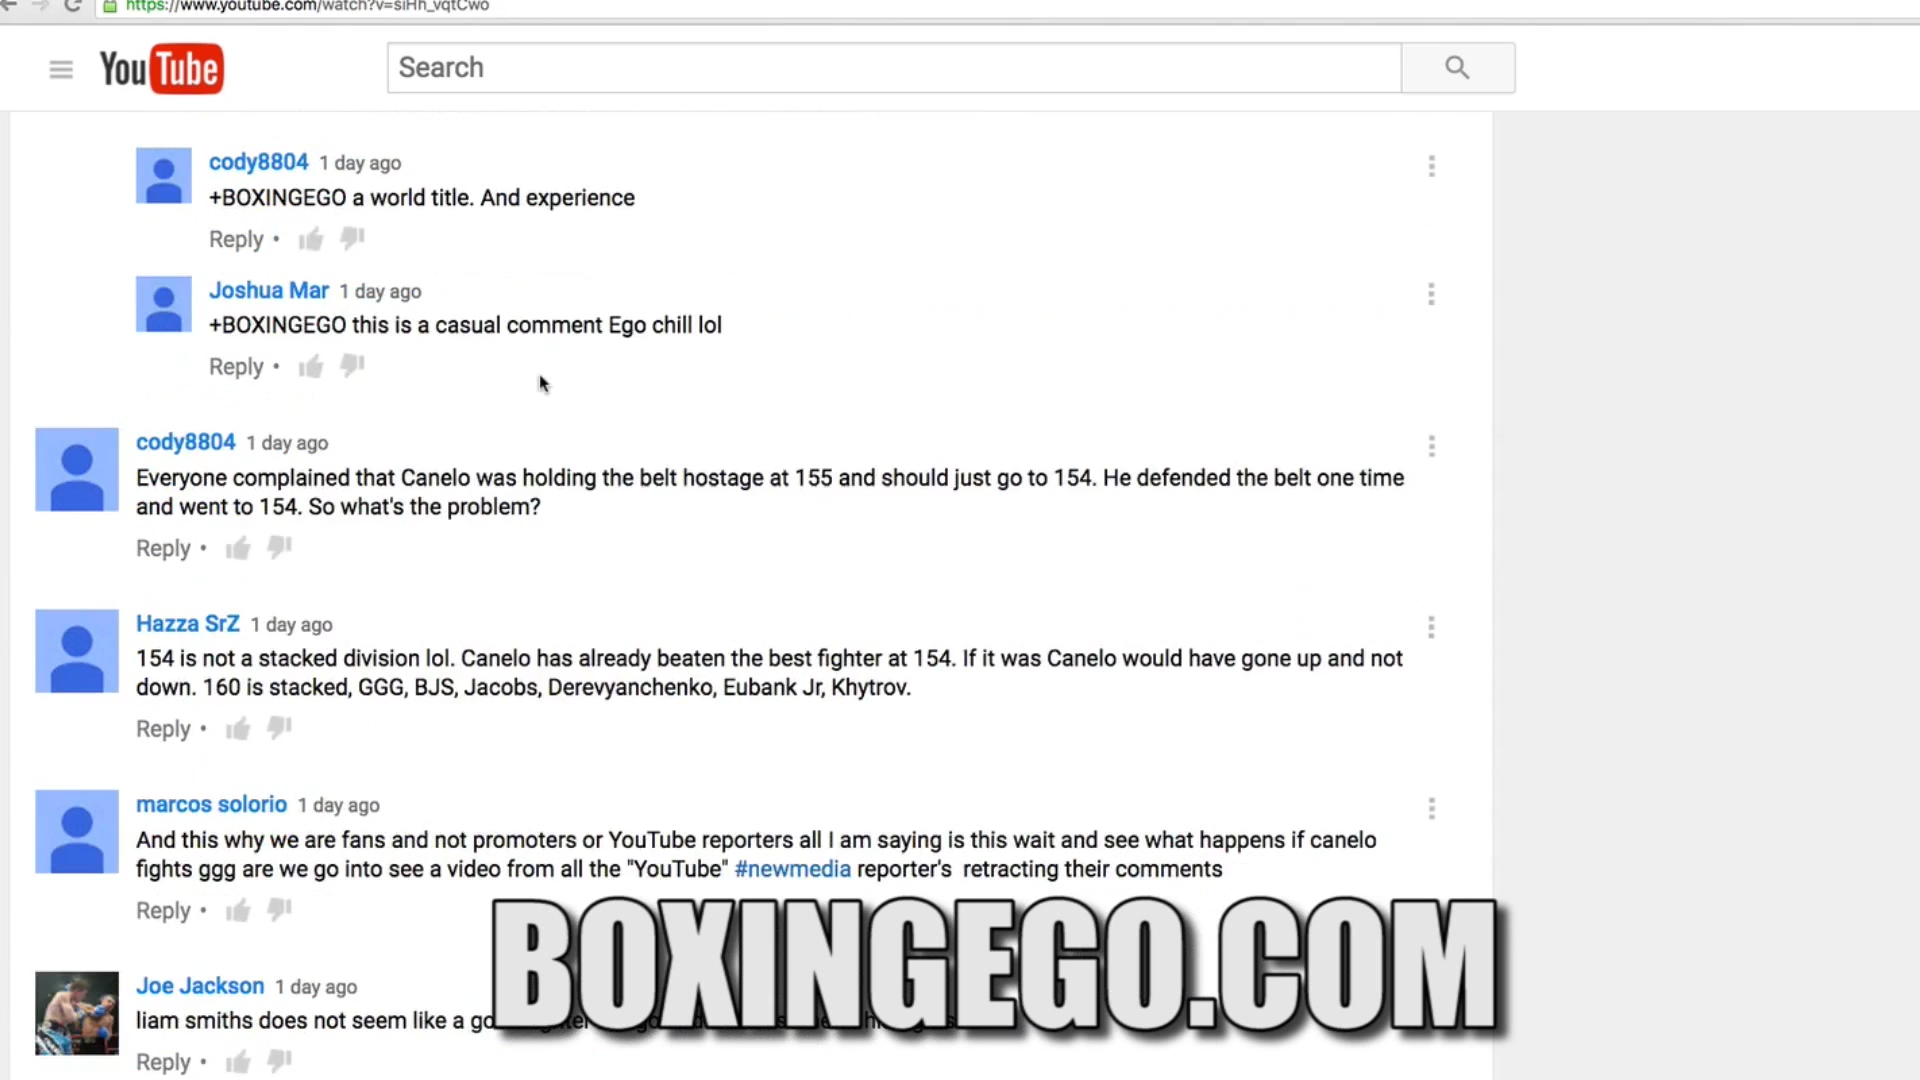 https://www.youtube.com/watch?v=siHh_vqtCwo
YouTube
Search
cody8804 1 day ago
+BOXINGEGO a world title. And experience
Reply •
Joshua Mar 1 day ago
+BOXINGEGO this is a casual comment Ego chill lol
Reply •
cody8804 1 day ago
Everyone complained that Canelo was holding the belt hostage at 155 and should just go to 154. He defended the belt one time
and went to 154. So what's the problem?
Reply •
Hazza SrZ 1 day ago
154 is not a stacked division lol. Canelo has already beaten the best fighter at 154. If it was Canelo would have gone up and not
down. 160 is stacked, GGG, BJS, Jacobs, Derevyanchenko, Eubank Jr, Khytrov.
Reply •
marcos solorio 1 day ago
And this why we are fans and not promoters or YouTube reporters all I am saying is this wait and see what happens if canelo
fights ggg are we go into see a video from all the "YouTube" #newmedia reporter's retracting their comments
Reply •
BOXINGEGO.COM
Joe Jackson 1 day ago
liam smiths does not seem like a
Reply •